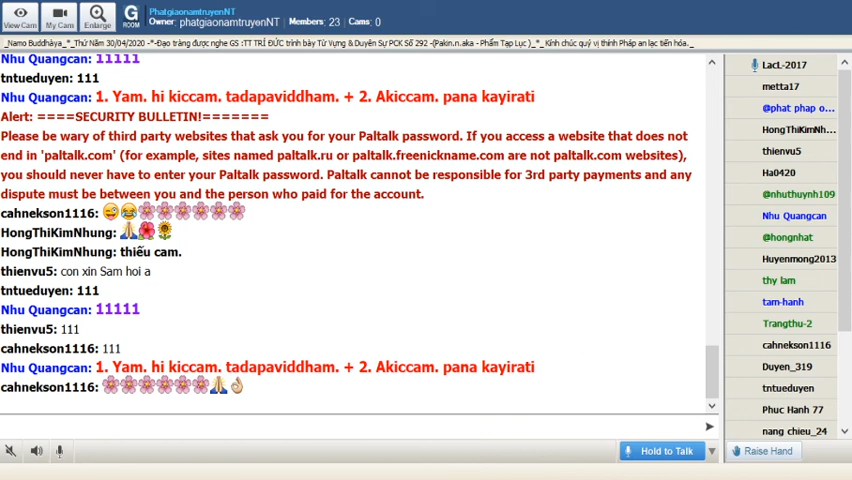 View Cam
My Cam
Enlarge
G
ROOM
PhatgiaonamtruyenNT
Owner: phatgiaonamtruyenNT Members: 23 Cams: 0
_Namo Buddhàya_*_Thứ Năm 30/04/2020 -*-Đạo tràng được nghe GS :TT TRÍ ĐỨC trình bày Từ Vựng & Duyên Sự PCK Số 292 -(Pakin.n.aka - Phẩm Tạp Lục )_*_ Kính chúc quý vị thính Pháp an lạc tiến hóa._
Nhu Quangcan: 11111
tntueduyen: 111
Nhu Quangcan: 1. Yam. hi kiccam. tadapaviddham. + 2. Akiccam. pana kayirati
Alert: ====SECURITY BULLETIN!=======
Please be wary of third party websites that ask you for your Paltalk password. If you access a website that does not
end in 'paltalk.com' (for example, sites named paltalk.ru or paltalk.freenickname.com are not paltalk.com websites),
you should never have to enter your Paltalk password. Paltalk cannot be responsible for 3rd party payments and any
dispute must be between you and the person who paid for the account.
cahnekson1116:
HongThiKimNhung:
HongThiKimNhung: thiếu cam.
thienvu5: con xin Sam hoi a
tntueduyen: 111
Nhu Quangcan: 11111
thienvu5: 111
cahnekson1116: 111
Nhu Quangcan: 1. Yam. hi kiccam. tadapaviddham. + 2. Akiccam. pana kayirati
cahnekson1116:
Hold to Talk
LacL-2017
metta17
@phat phap o...
HongThiKimNh...
thienvu5
Ha0420
@nhuthuynh109
Nhu Quangcan
@hongnhat
Huyenmong2013
thy lam
tam-hanh
Trangthu-2
cahnekson1116
Duyen_319
tntueduyen
Phuc Hanh 77
nang chieu_24
Raise Hand